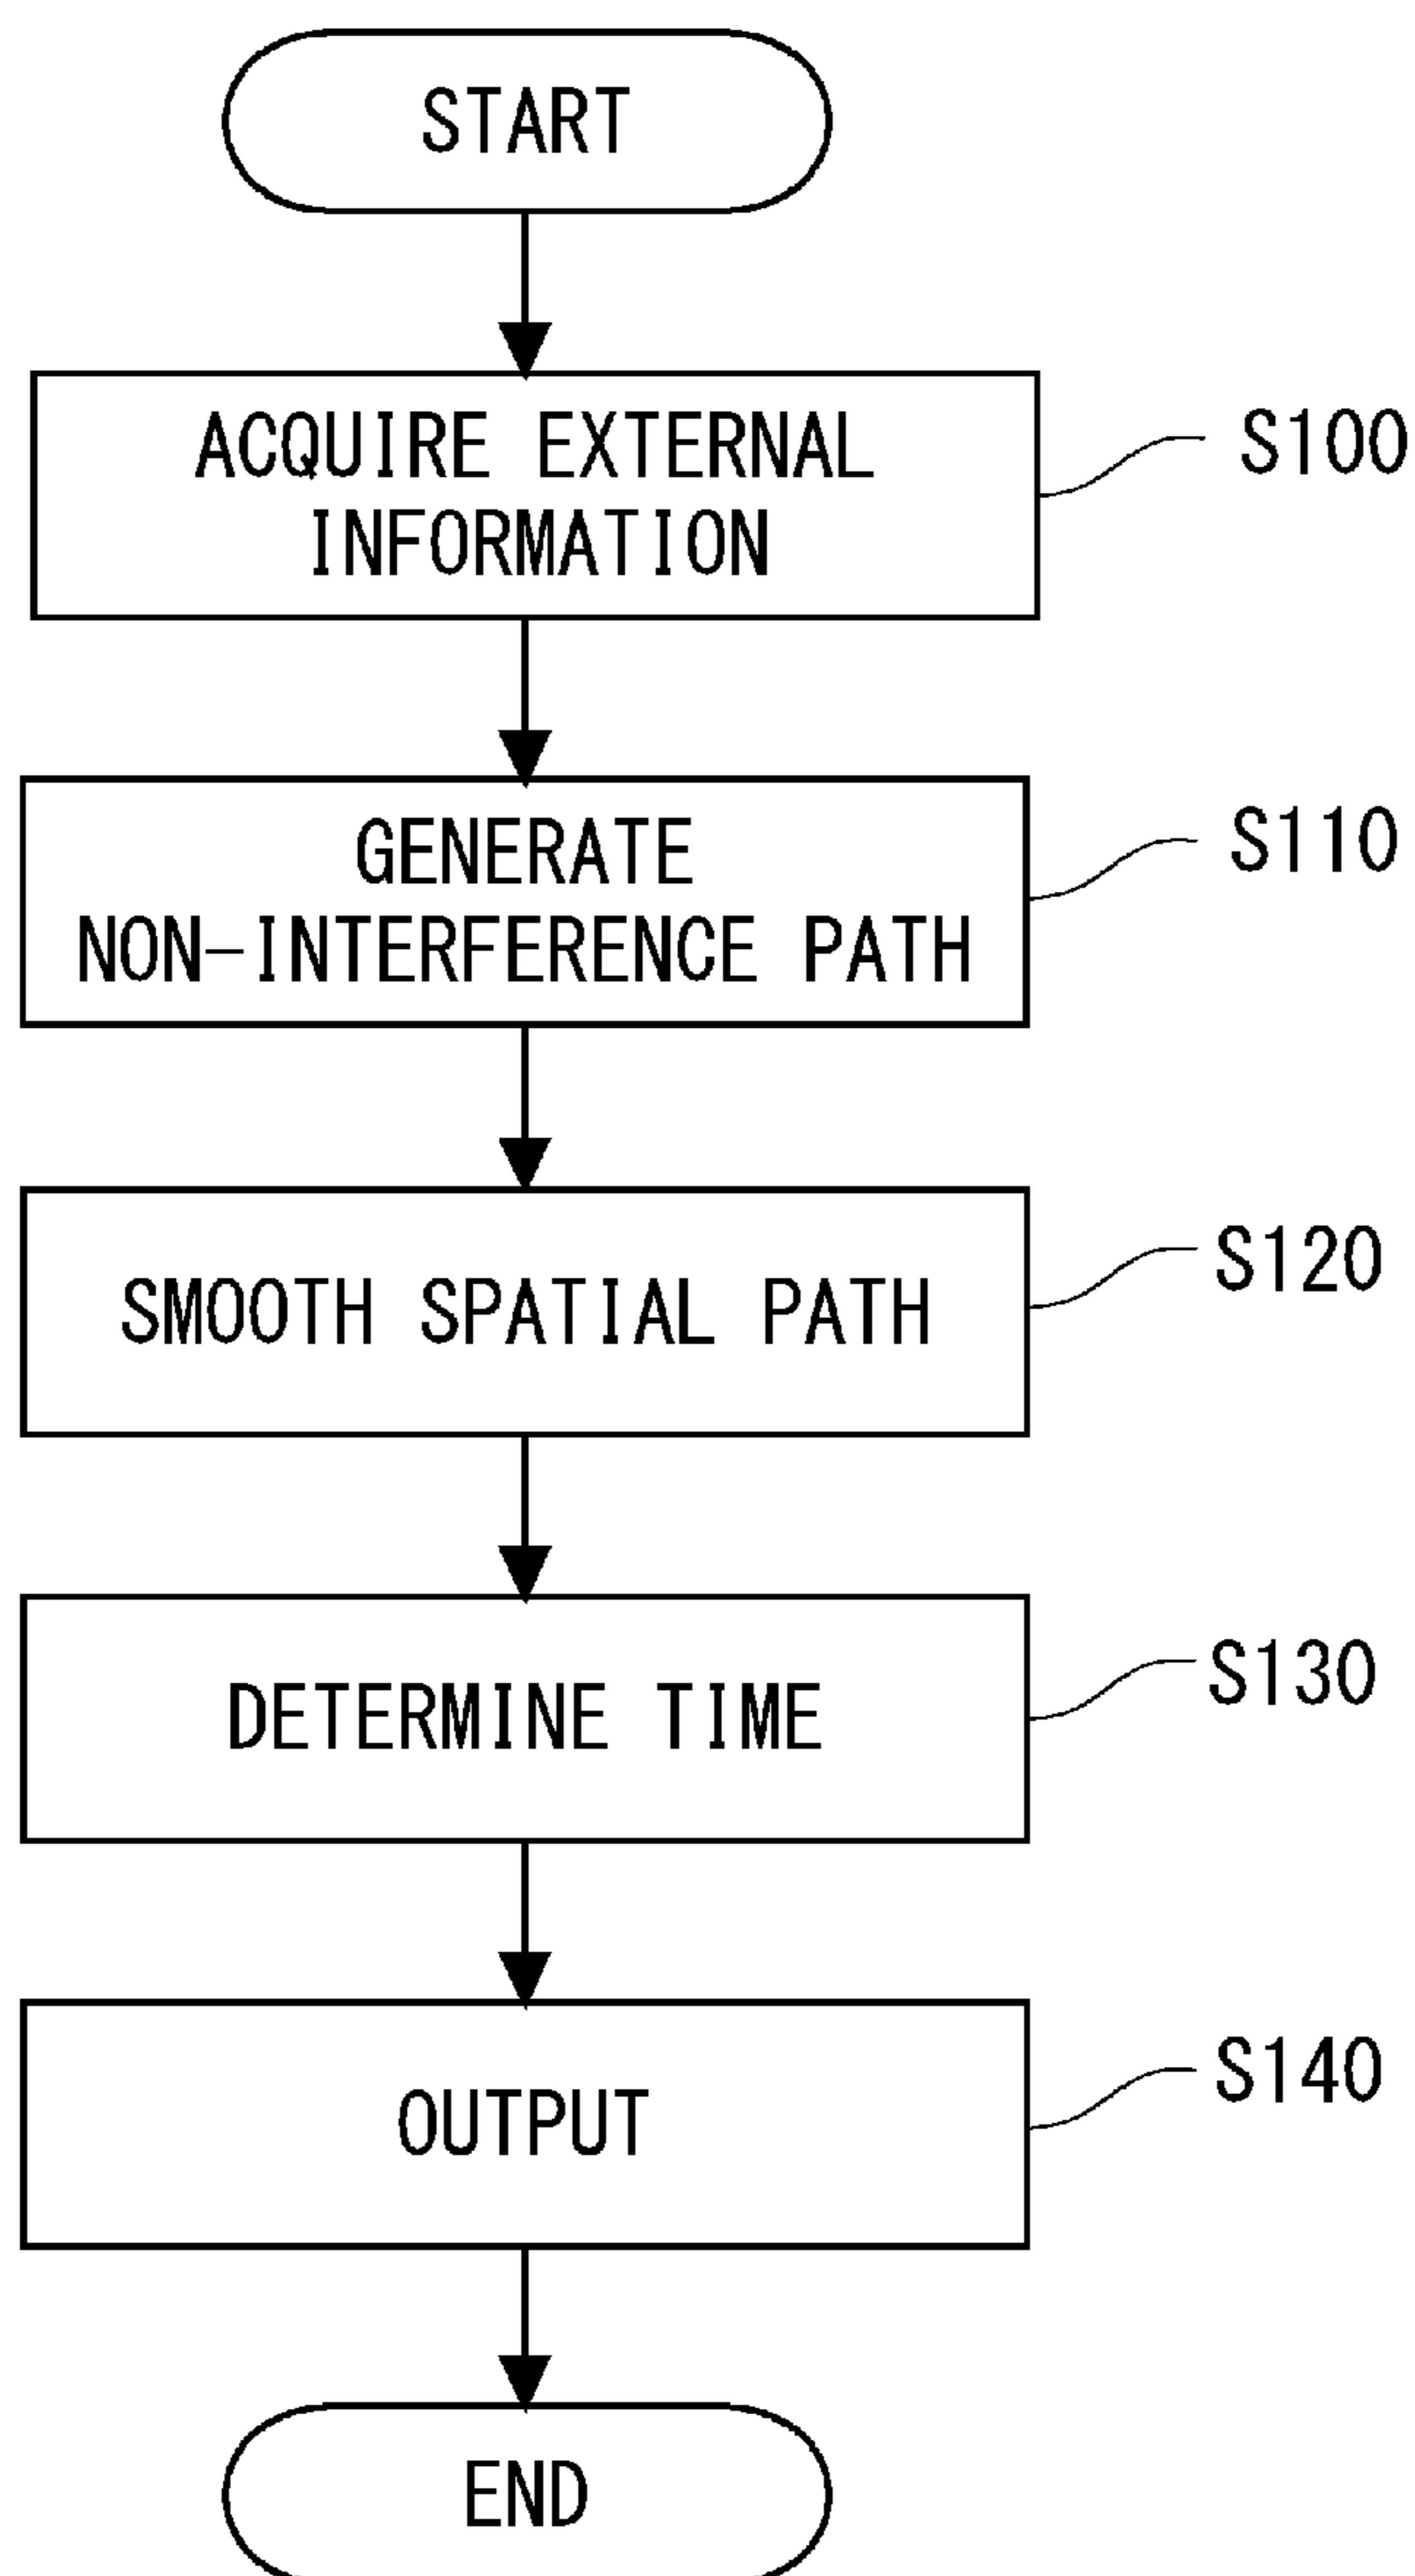 START
ACQUIRE EXTERNAL
INFORMATION
S100
GENERATE
NON-INTERFERENCE PATH
S110
SMOOTH SPATIAL PATH
S120
DETERMINE TIME
S130
OUTPUT
S140
END